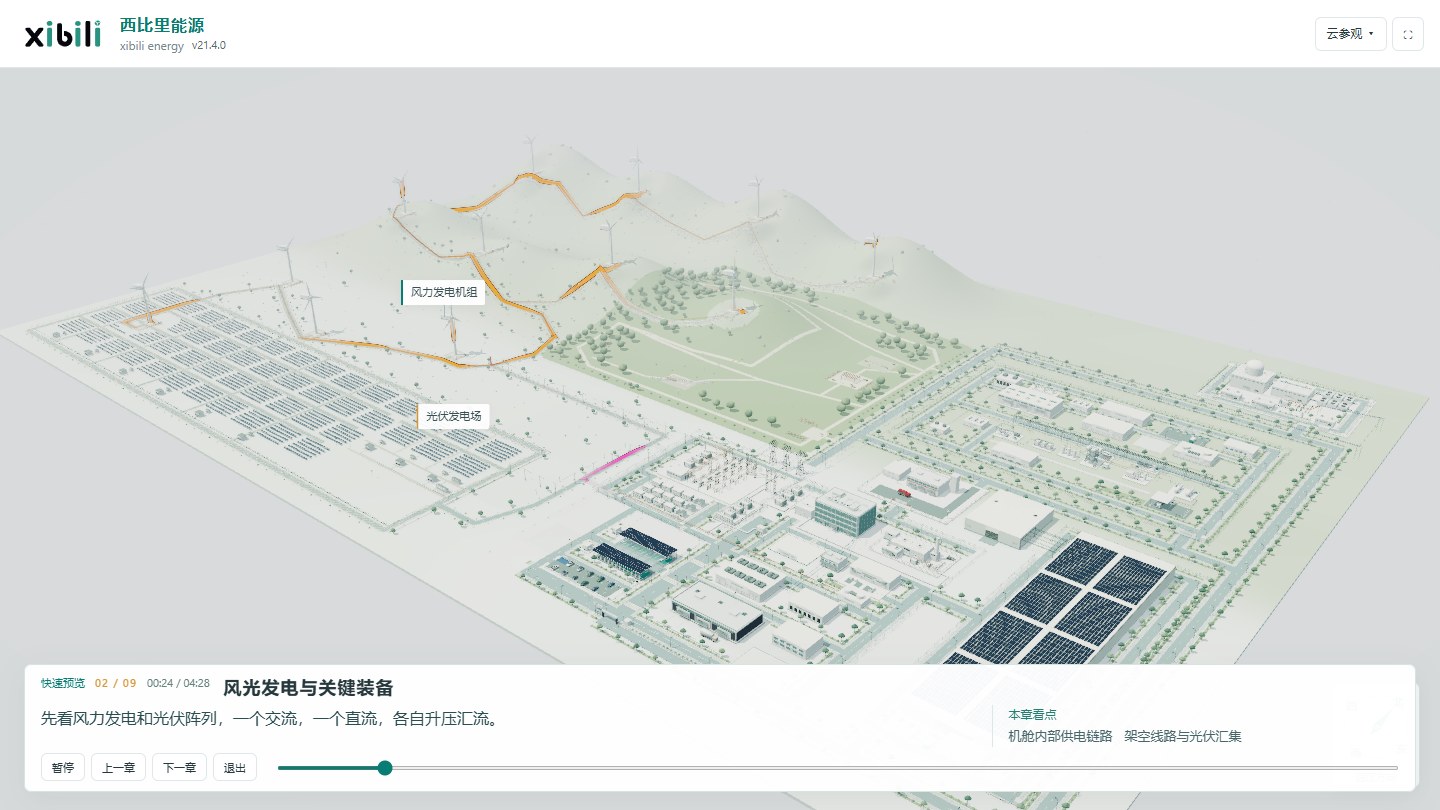 xibili
西比里能源
xibili energy v21.4.0
云参观
风力发电机组
光伏发电场
快速预览 02 / 09 00:24 / 04:28 风光发电与关键装备
先看风力发电和光伏阵列，一个交流，一个直流，各自升压汇流。
本章看点
机舱内部供电链路 架空线路与光伏汇集
暂停 上一章 下一章 退出